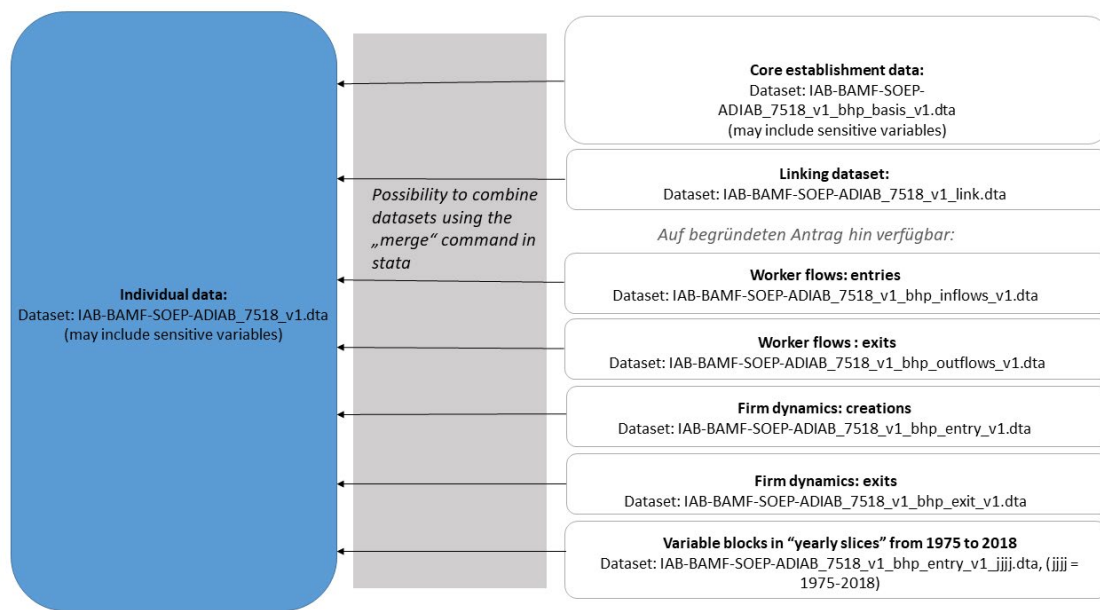 Individual data:
Dataset: IAB-BAMF-SOEP-ADIAB_7518_v1.dta
(may include sensitive variables)
Possibility to combine
datasets using the
„merge“ command in
stata
Core establishment data:
Dataset: IAB-BAMF-SOEP-
ADIAB_7518_v1_bhp_basis_v1.dta
(may include sensitive variables)
Linking dataset:
Dataset: IAB-BAMF-SOEP-ADIAB_7518_v1_link.dta
Auf begründeten Antrag hin verfügbar:
Worker flows: entries
Dataset: IAB-BAMF-SOEP-ADIAB_7518_v1_bhp_inflows_v1.dta
Worker flows : exits
Dataset: IAB-BAMF-SOEP-ADIAB_7518_v1_bhp_outflows_v1.dta
Firm dynamics: creations
Dataset: IAB-BAMF-SOEP-ADIAB_7518_v1_bhp_entry_v1.dta
Firm dynamics: exits
Dataset: IAB-BAMF-SOEP-ADIAB_7518_v1_bhp_exit_v1.dta
Variable blocks in “yearly slices” from 1975 to 2018
Dataset: IAB-BAMF-SOEP-ADIAB_7518_v1_bhp_entry_v1_jjjj.dta, (jjjj =
1975-2018)